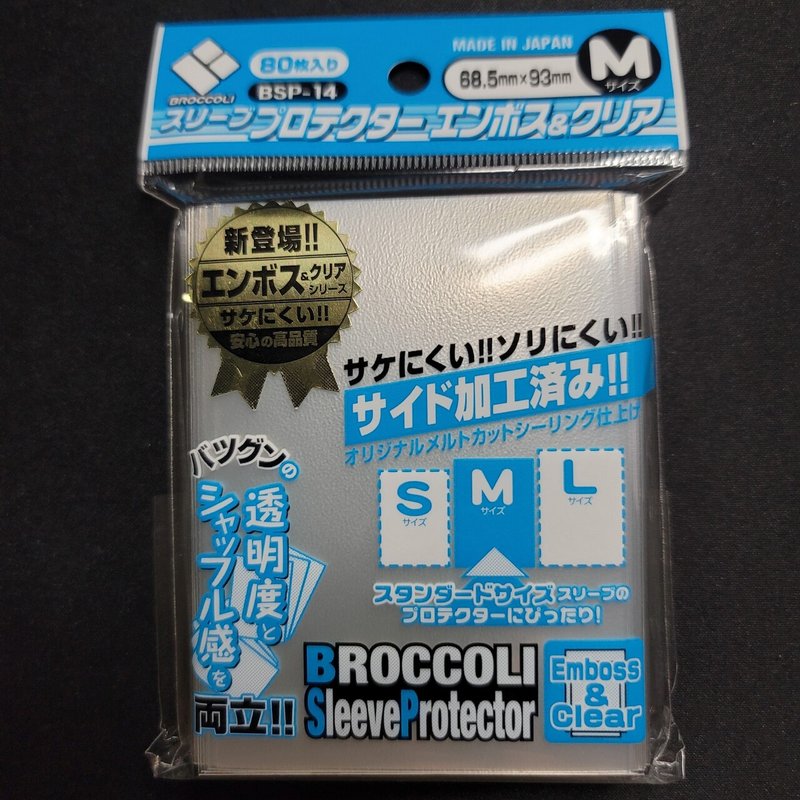 BROCCOLI
80枚入り
BSP-14
MADE IN JAPAN
68.5mm×93mm
M
サイズ
スリーブプロテクター エンボス&クリア
新登場!!
エンボス&クリア
シリーズ
サケにくい!!
安心の高品質
サケにくい!!ソリにくい!!
サイド加工済み!!
オリジナルメルトカットシーリング仕上げ
バツグンの
透明度と
シャッフル感を
両立!!
S
サイズ
M
サイズ
L
サイズ
スタンダードサイズ スリーブの
プロテクターにぴったり!
BROCCOLI
SleeveProtector
Emboss
&
Clear